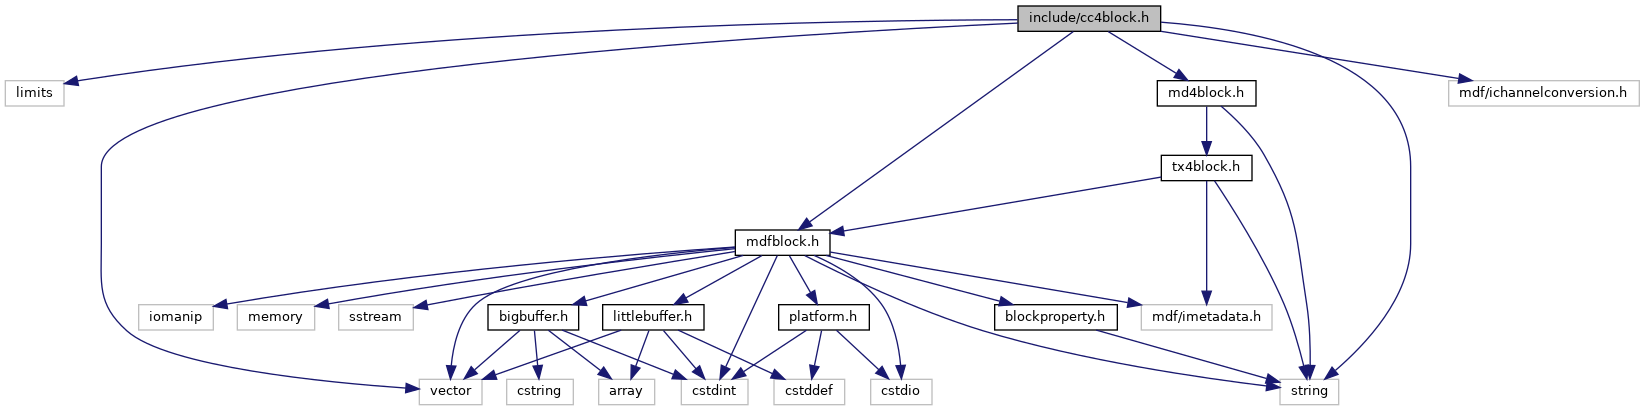 include/cc4block.h
limits
md4block.h
mdf/ichannelconversion.h
tx4block.h
mdfblock.h
iomanip
memory
sstream
bigbuffer.h
littlebuffer.h
platform.h
blockproperty.h
mdf/imetadata.h
vector
cstring
array
cstdint
cstddef
cstdio
string